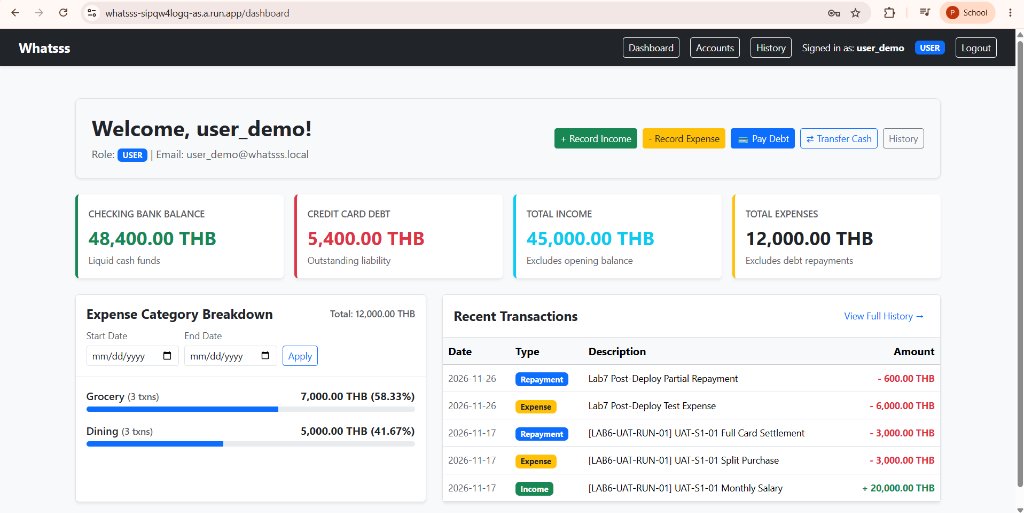 whatsss-sipqw4logq-as.a.run.app/dashboard
P School
Whatsss
Dashboard Accounts History Signed in as: user_demo USER Logout
Welcome, user_demo!
Role: USER | Email: user_demo@whatsss.local
+ Record Income - Record Expense Pay Debt ⇄ Transfer Cash History
CHECKING BANK BALANCE
48,400.00 THB
Liquid cash funds
CREDIT CARD DEBT
5,400.00 THB
Outstanding liability
TOTAL INCOME
45,000.00 THB
Excludes opening balance
TOTAL EXPENSES
12,000.00 THB
Excludes debt repayments
Expense Category Breakdown Total: 12,000.00 THB
Start Date End Date
mm/dd/yyyy mm/dd/yyyy Apply
Grocery (3 txns) 7,000.00 THB (58.33%)
Dining (3 txns) 5,000.00 THB (41.67%)
Recent Transactions View Full History →
Date Type Description Amount
2026-11-26 Repayment Lab7 Post-Deploy Partial Repayment - 600.00 THB
2026-11-26 Expense Lab7 Post-Deploy Test Expense - 6,000.00 THB
2026-11-17 Repayment [LAB6-UAT-RUN-01] UAT-S1-01 Full Card Settlement - 3,000.00 THB
2026-11-17 Expense [LAB6-UAT-RUN-01] UAT-S1-01 Split Purchase - 3,000.00 THB
2026-11-17 Income [LAB6-UAT-RUN-01] UAT-S1-01 Monthly Salary + 20,000.00 THB